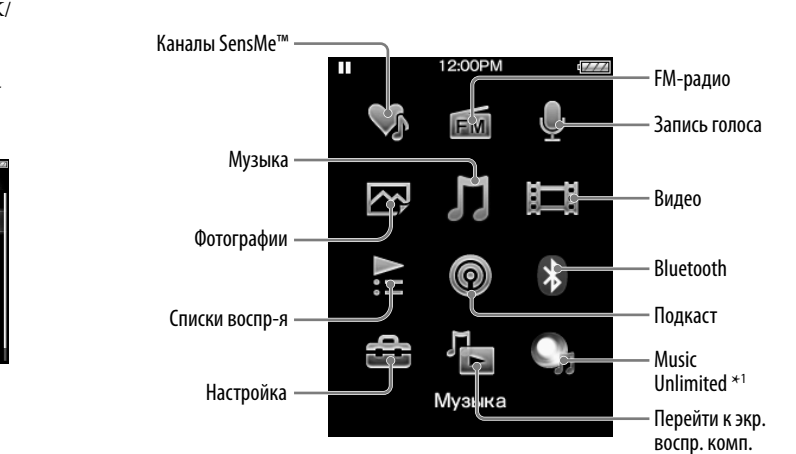 К/
Каналы SensMe™
12:00PM
FM-радио
FM
Запись голоса
Музыка
Видео
Фотографии
Bluetooth
Списки воспр-я
Подкаст
Настройка
Music
Unlimited *1
Музыка
Перейти к экр.
воспр. комп.